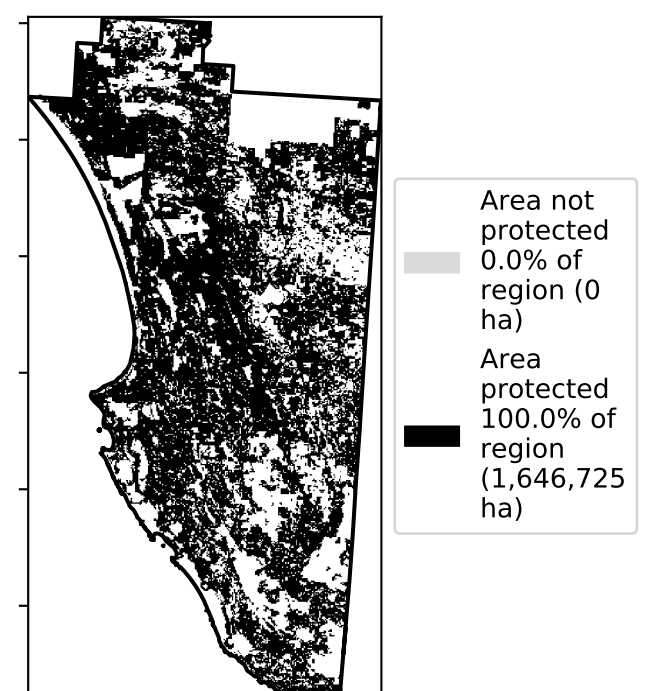 Area not
protected
0.0% of
region (0
ha)
Area
protected
100.0% of
region
(1,646,725
ha)